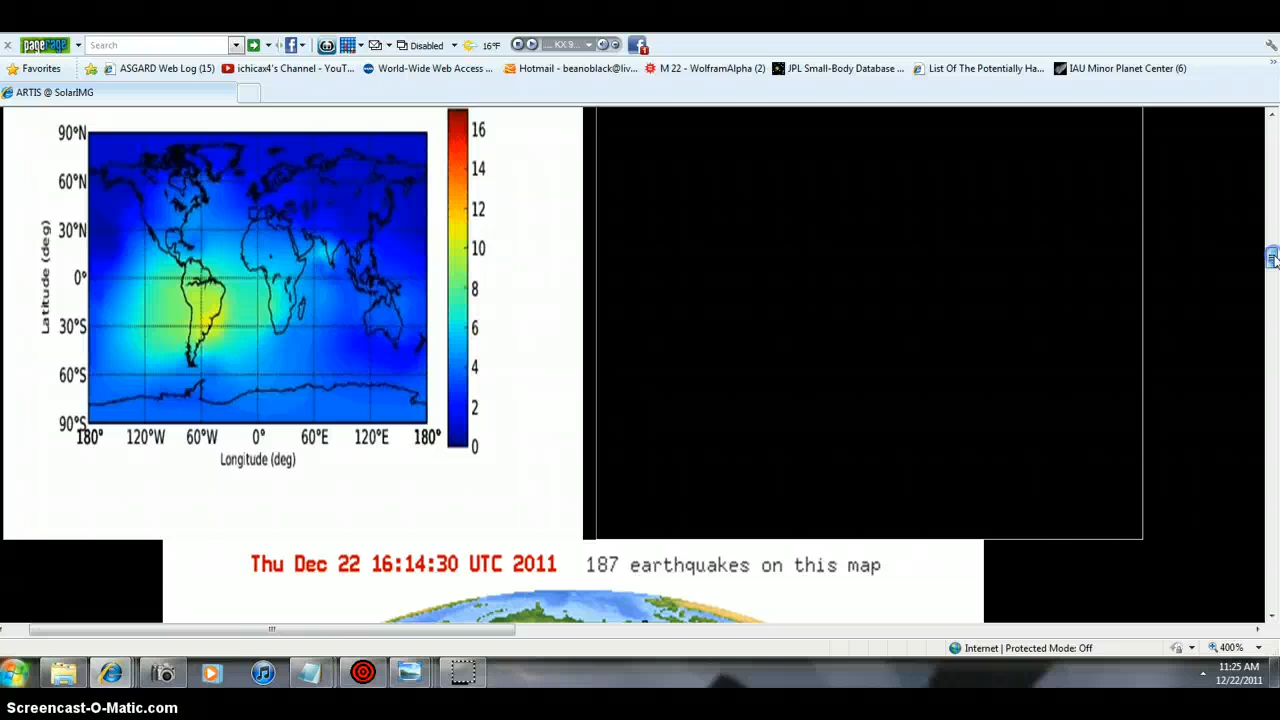 pagerage Search Disabled 16°F KX 9...
Favorites ASGARD Web Log (15) ichicax4's Channel - YouT... World-Wide Web Access ... Hotmail - beanoblack@liv... M 22 - WolframAlpha (2) JPL Small-Body Database ... List Of The Potentially Ha... IAU Minor Planet Center (6)
ARTIS @ SolarIMG
90°N
60°N
30°N
0°
30°S
60°S
90°S
Latitude (deg)
180° 120°W 60°W 0° 60°E 120°E 180°
Longitude (deg)
16
14
12
10
8
6
4
2
0
Thu Dec 22 16:14:30 UTC 2011 187 earthquakes on this map
Internet | Protected Mode: Off 400%
11:25 AM
12/22/2011
Screencast-O-Matic.com